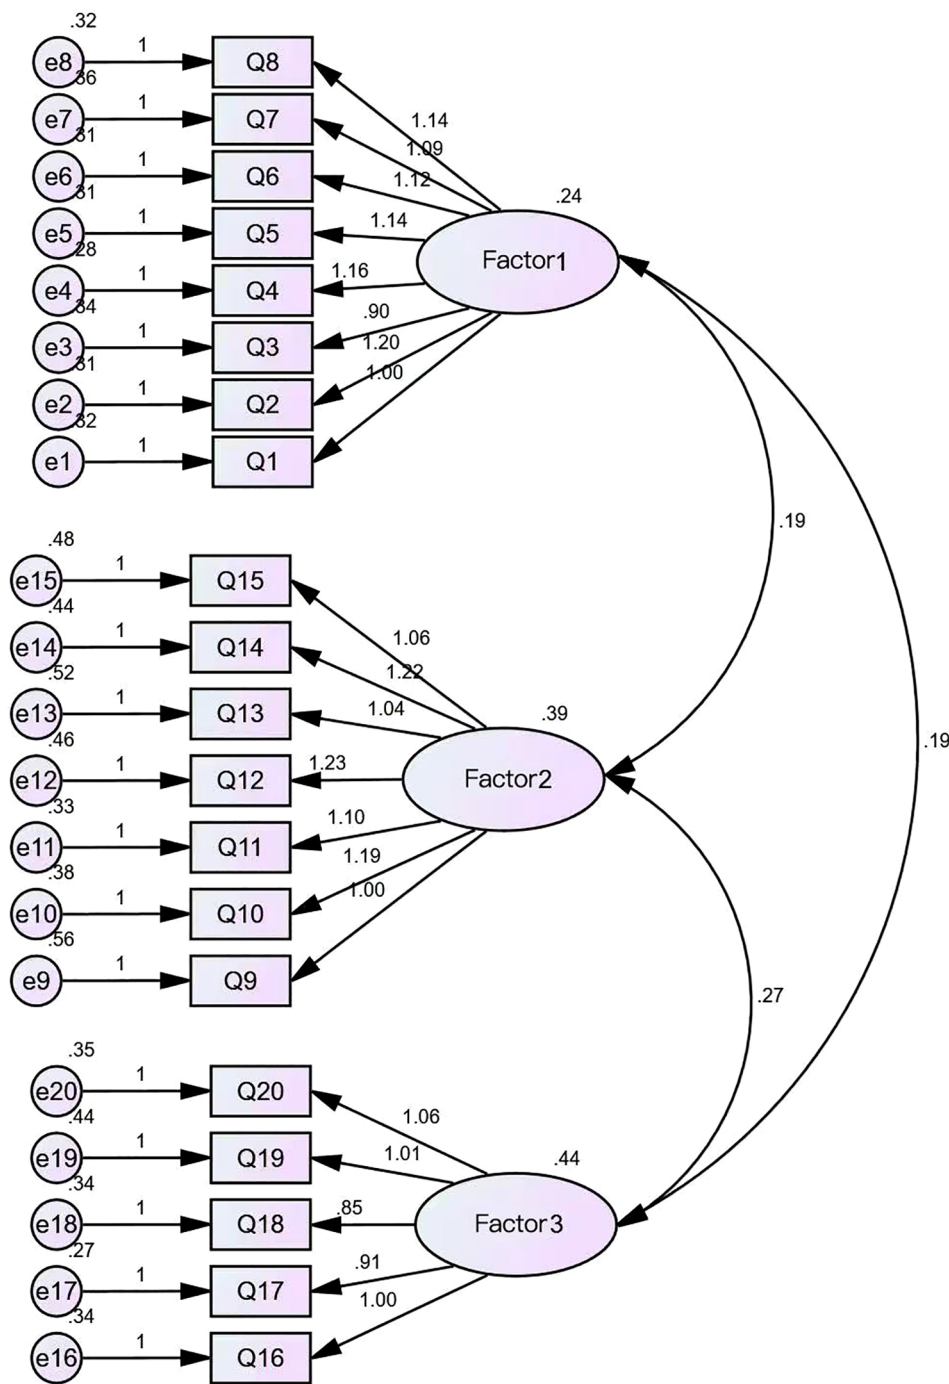 .32
e8 1 Q8
.36
1.14
e7 1 Q7
.31
1.09
e6 1 Q6
1.12
.31
.24
e5 1 Q5
1.14
.28
Factor1
e4 1 Q4
1.16
.34
.90
e3 1 Q3
1.20
.31
1.00
e2 1 Q2
.32
e1 1 Q1
.19
.48
e15 1 Q15
.44
1.06
e14 1 Q14
1.22
.52
e13 1 Q13
1.04
.39
.46
.19
e12 1 Q12
1.23
Factor2
.33
1.10
e11 1 Q11
1.19
.38
1.00
e10 1 Q10
.56
e9 1 Q9
.27
.35
e20 1 Q20
.44
1.06
e19 1 Q19
1.01
.44
.34
e18 1 Q18
.85
Factor3
.27
.91
e17 1 Q17
1.00
.34
e16 1 Q16